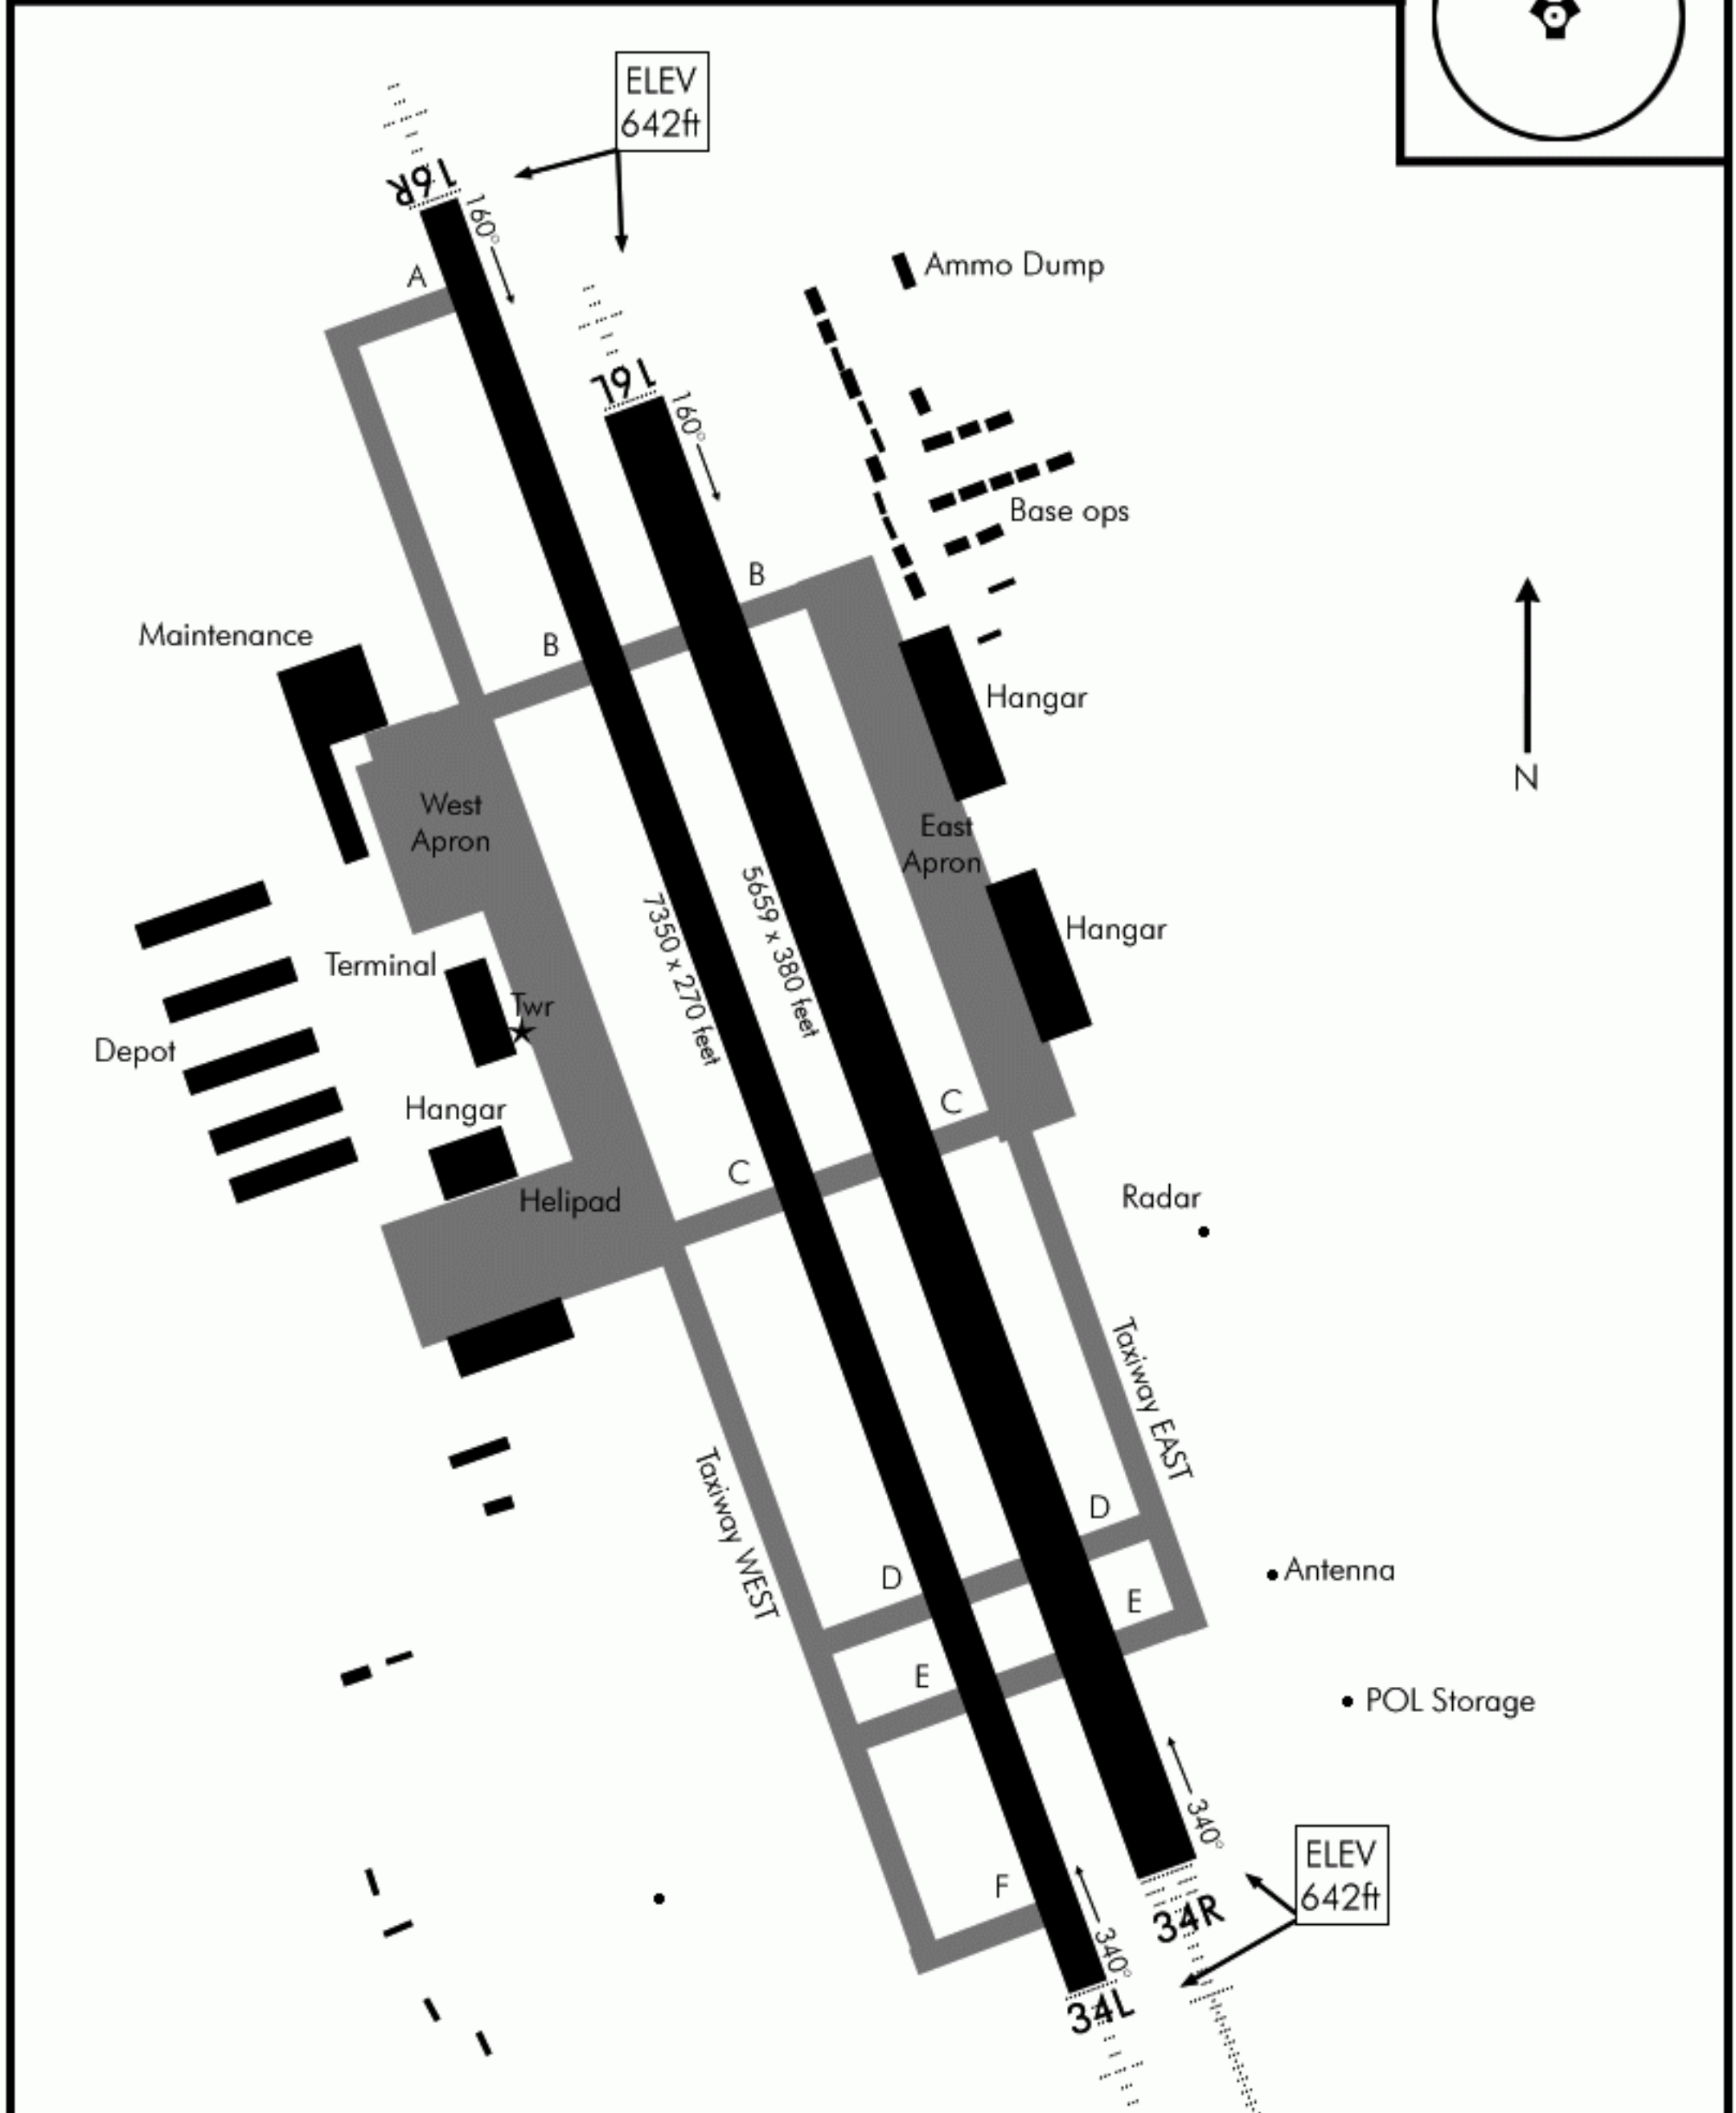 ELEV
642ft
16R
160°
A
Ammo Dump
16L
160°
Base ops
B
B
Maintenance
Hangar
N
West
Apron
East
Apron
7350 x 270 feet
5659 x 380 feet
Hangar
Terminal
Twr
Depot
Hangar
C
C
Helipad
Radar
Taxiway EAST
Taxiway WEST
D
D
Antenna
E
E
POL Storage
340°
ELEV
642ft
F
34R
340°
34L